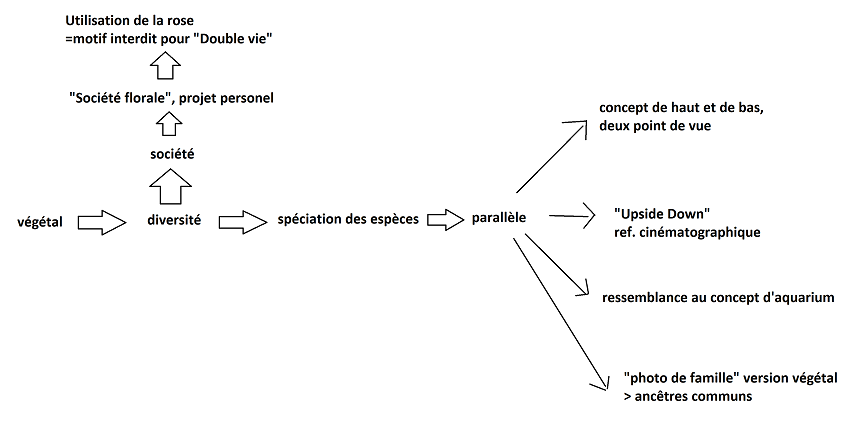 Utilisation de la rose
=motif interdit pour "Double vie"
"Société florale", projet personel
société
végétal
diversité
spéciation des espèces
parallèle
concept de haut et de bas,
deux point de vue
"Upside Down"
ref. cinématographique
ressemblance au concept d'aquarium
"photo de famille" version végétal
> ancêtres communs